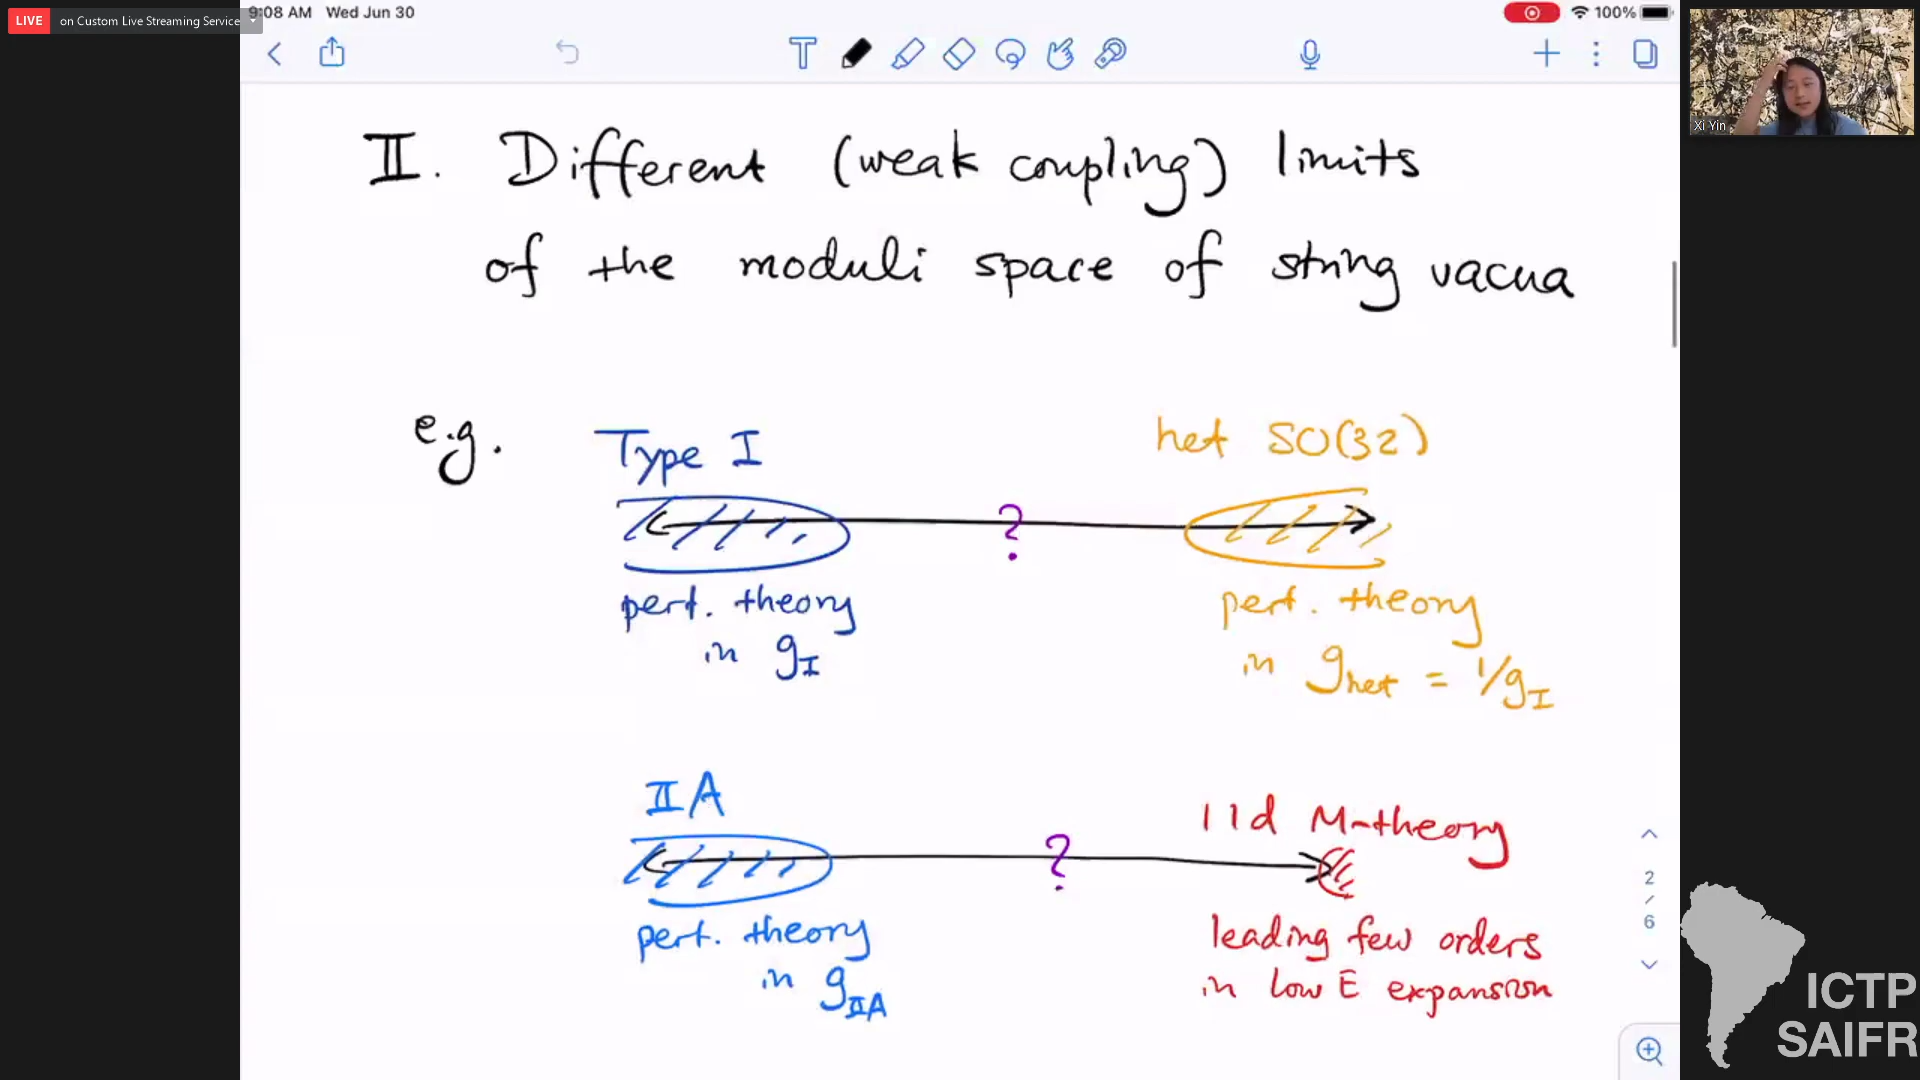 LIVE on Custom Live Streaming Service
9:08 AM Wed Jun 30
100%
Xi Yin
II. Different (weak coupling) limits
of the moduli space of string vacua
e.g.
Type I
het SO(32)
?
pert. theory
in g_I
pert. theory
in g_het = 1/g_I
IIA
11d M-theory
?
pert. theory
in g_IIA
leading few orders
in low E expansion
2
/
6
ICTP
SAIFR